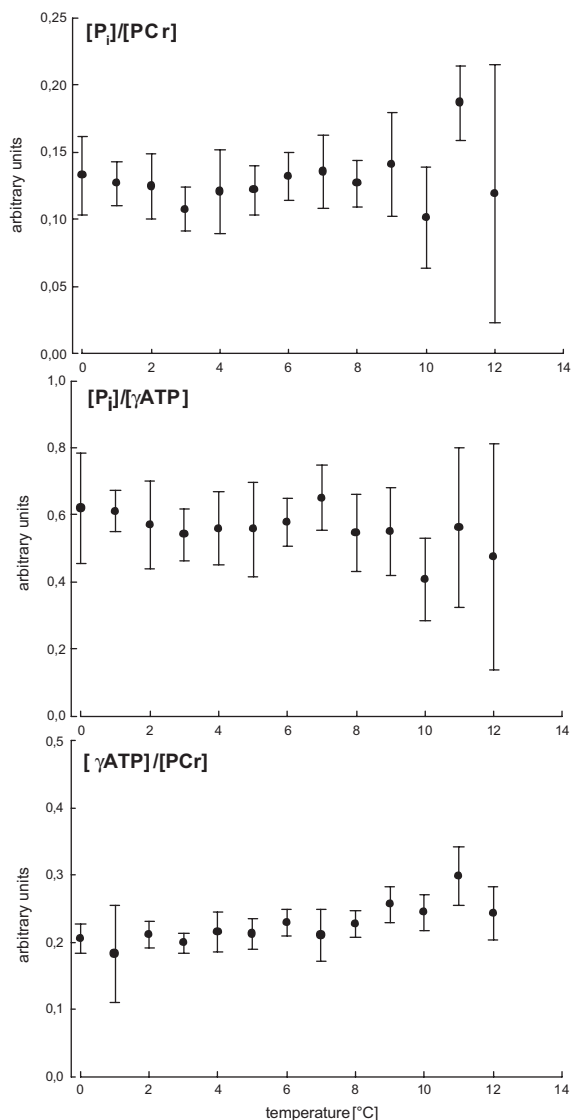 [Pi]/[PCr]
arbitrary units
0,25
0,20
0,15
0,10
0,05
0,00
0 2 4 6 8 10 12 14
[Pi]/[γATP]
arbitrary units
1,0
0,8
0,6
0,4
0,2
0,0
0 2 4 6 8 10 12 14
[γATP]/[PCr]
arbitrary units
0,5
0,4
0,3
0,2
0,1
0,0
0 2 4 6 8 10 12 14
temperature [°C]